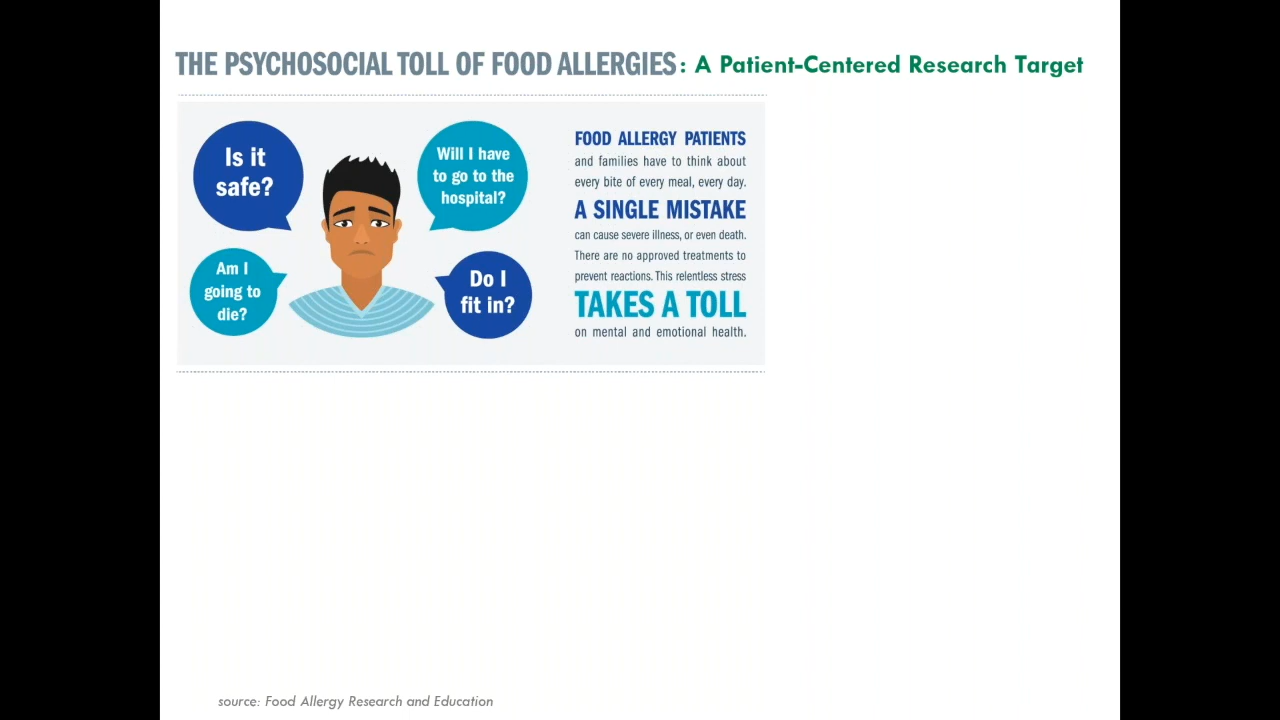 THE PSYCHOSOCIAL TOLL OF FOOD ALLERGIES: A Patient-Centered Research Target
Is it
safe?
Will I have
to go to the
hospital?
Am I
going to
die?
Do I
fit in?
FOOD ALLERGY PATIENTS
and families have to think about
every bite of every meal, every day.
A SINGLE MISTAKE
can cause severe illness, or even death.
There are no approved treatments to
prevent reactions. This relentless stress
TAKES A TOLL
on mental and emotional health.
source: Food Allergy Research and Education